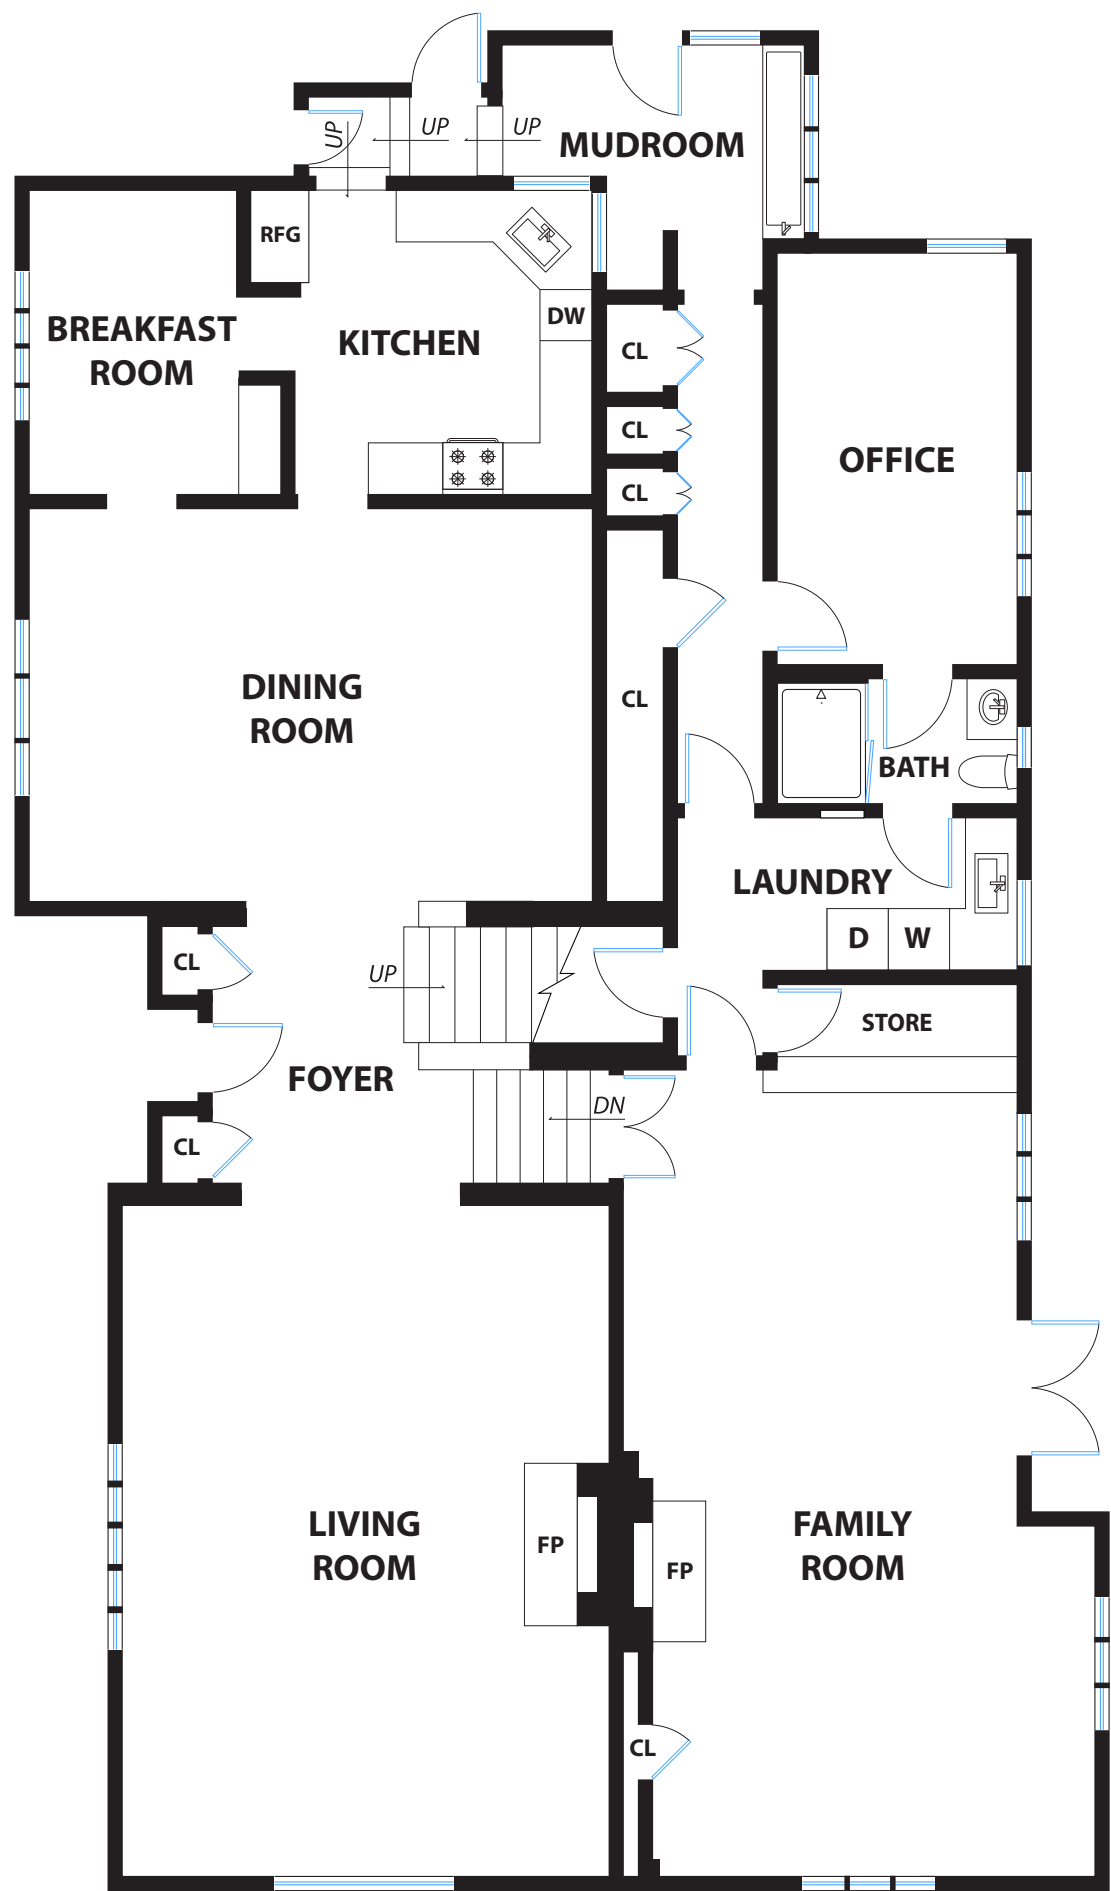 UP
UP
UP
MUDROOM
RFG
BREAKFAST
ROOM
KITCHEN
DW
CL
CL
CL
OFFICE
DINING
ROOM
CL
BATH
LAUNDRY
D
W
CL
UP
STORE
FOYER
DN
CL
LIVING
ROOM
FP
FP
FAMILY
ROOM
CL